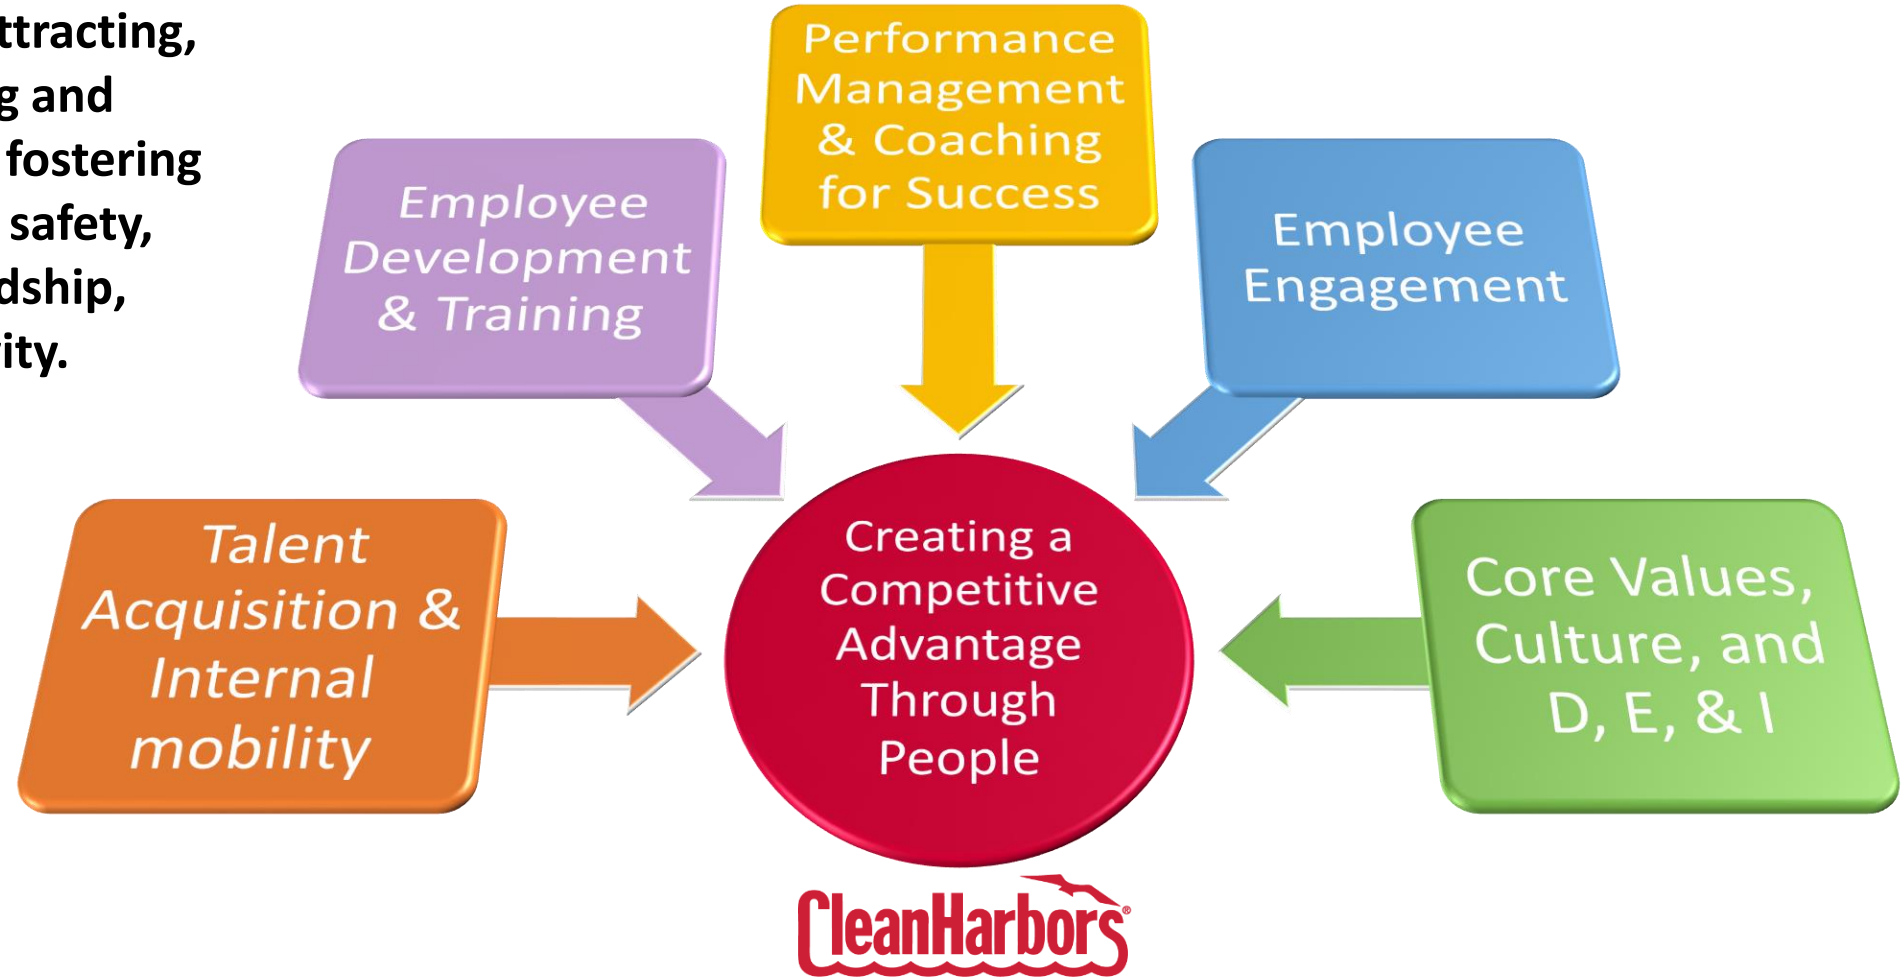 ttracting,
g and
fostering
safety,
dship,
ity.
Performance
Management
& Coaching
for Success
Employee
Development
& Training
Employee
Engagement
Talent
Acquisition &
Internal
mobility
Creating a
Competitive
Advantage
Through
People
Core Values,
Culture, and
D, E, & I
CleanHarbors®